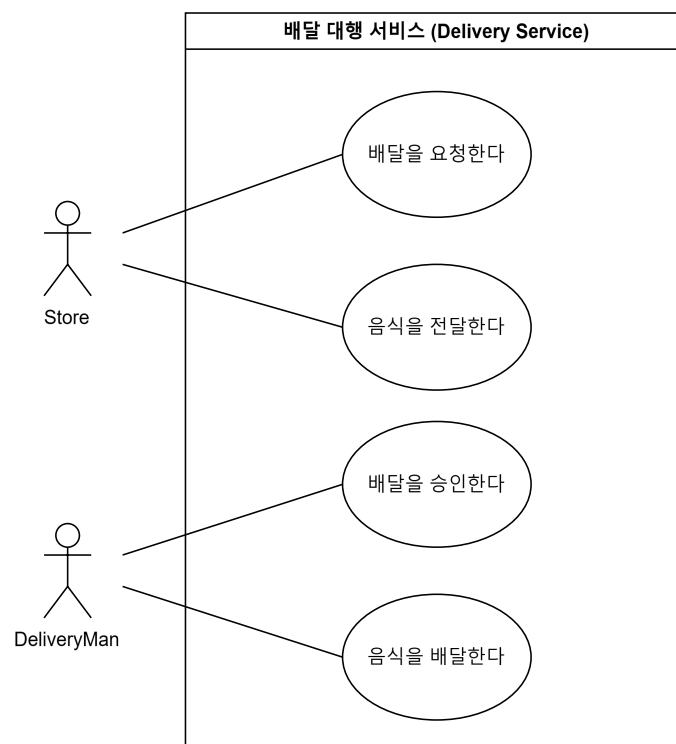 배달 대행 서비스 (Delivery Service)
배달을 요청한다
Store
음식을 전달한다
배달을 승인한다
DeliveryMan
음식을 배달한다